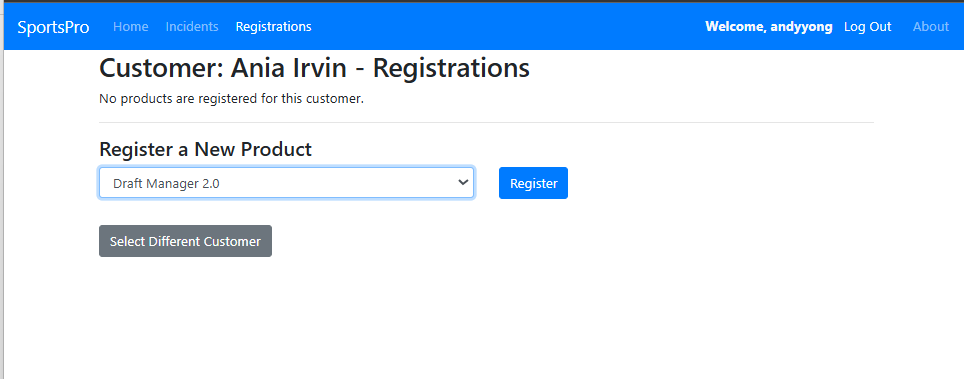 SportsPro Home Incidents Registrations Welcome, andyyong Log Out About
Customer: Ania Irvin - Registrations
No products are registered for this customer.
Register a New Product
Draft Manager 2.0 Register
Select Different Customer